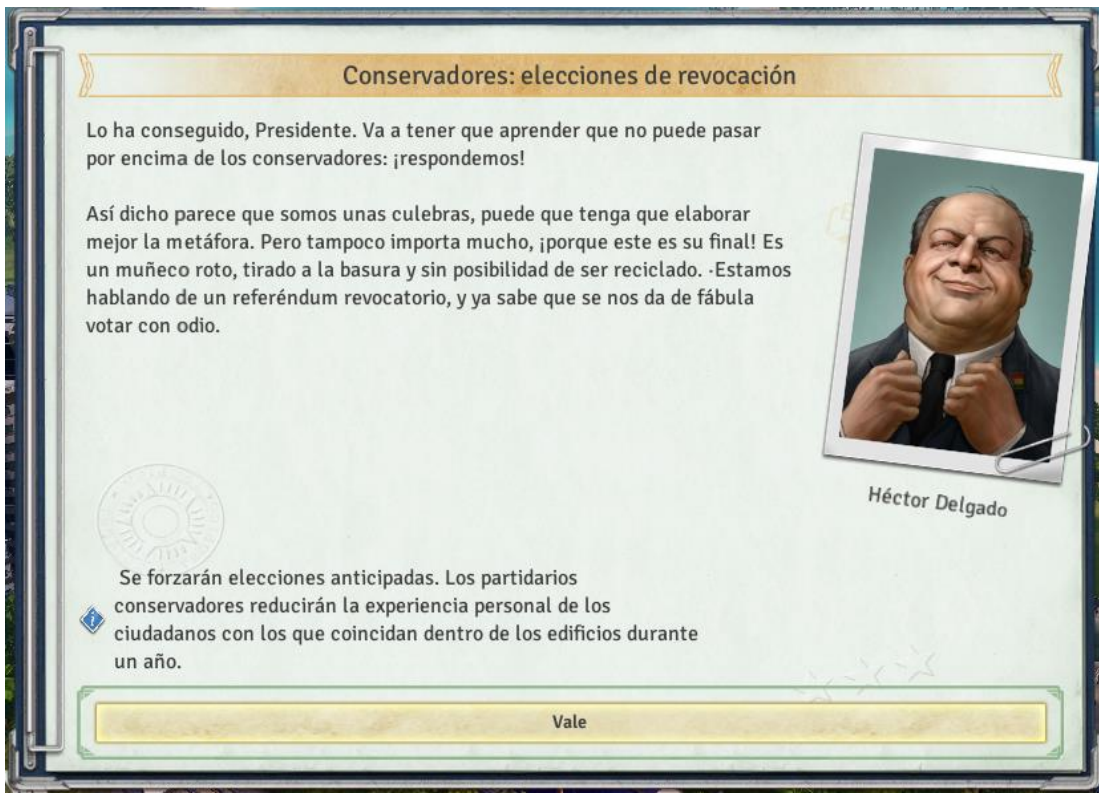 Conservadores: elecciones de revocación
Lo ha conseguido, Presidente. Va a tener que aprender que no puede pasar
por encima de los conservadores: ¡respondemos!
Así dicho parece que somos unas culebras, puede que tenga que elaborar
mejor la metáfora. Pero tampoco importa mucho, ¡porque este es su final! Es
un muñeco roto, tirado a la basura y sin posibilidad de ser reciclado. ·Estamos
hablando de un referéndum revocatorio, y ya sabe que se nos da de fábula
votar con odio.
Héctor Delgado
Se forzarán elecciones anticipadas. Los partidarios
conservadores reducirán la experiencia personal de los
ciudadanos con los que coincidan dentro de los edificios durante
un año.
Vale